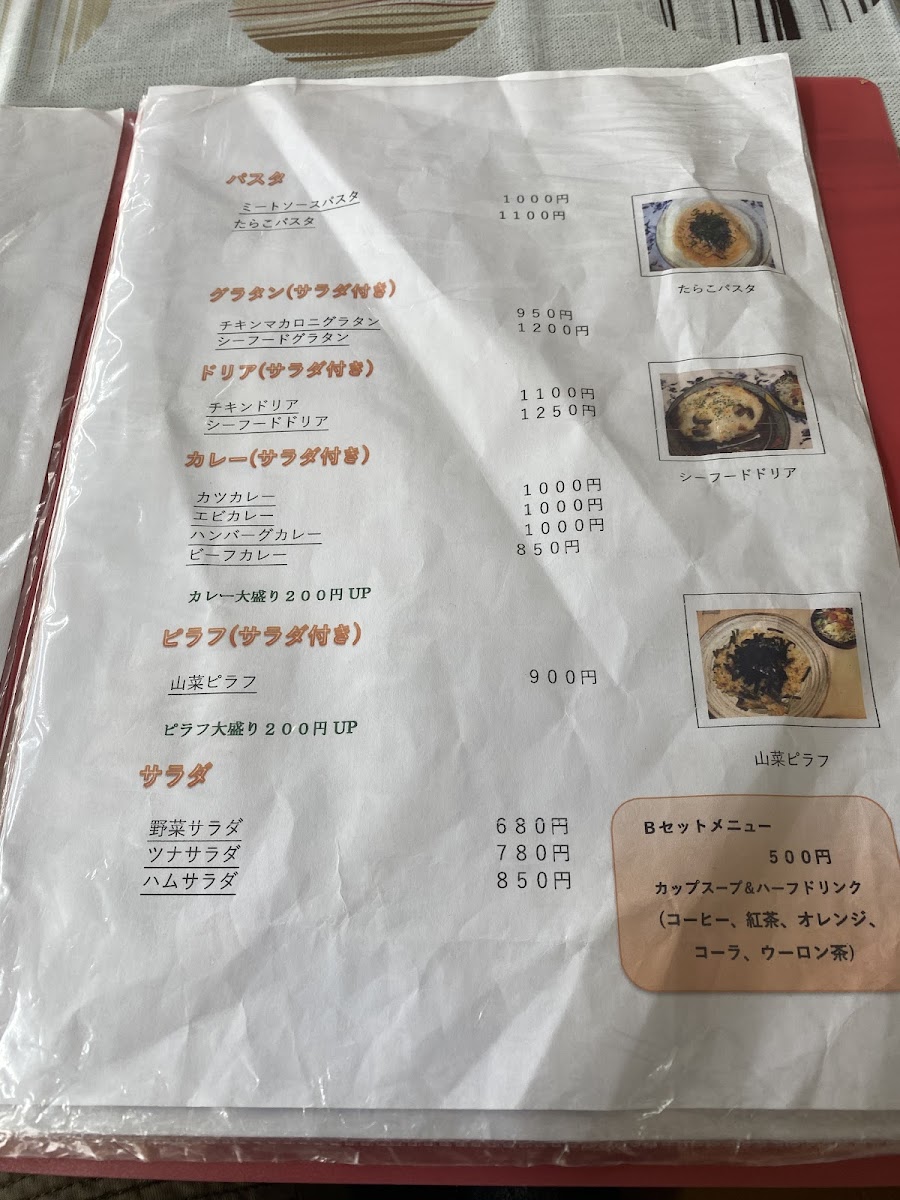 パスタ
ミートソースパスタ 1000円
たらこパスタ 1100円
たらこパスタ
グラタン(サラダ付き)
チキンマカロニグラタン 950円
シーフードグラタン 1200円
ドリア(サラダ付き)
チキンドリア 1100円
シーフードドリア 1250円
シーフードドリア
カレー(サラダ付き)
カツカレー 1000円
エビカレー 1000円
ハンバーグカレー 1000円
ビーフカレー 850円
カレー大盛り200円UP
ピラフ(サラダ付き)
山菜ピラフ 900円
ピラフ大盛り200円UP
山菜ピラフ
サラダ
野菜サラダ 680円
ツナサラダ 780円
ハムサラダ 850円
Bセットメニュー
500円
カップスープ&ハーフドリンク
(コーヒー、紅茶、オレンジ、
コーラ、ウーロン茶)